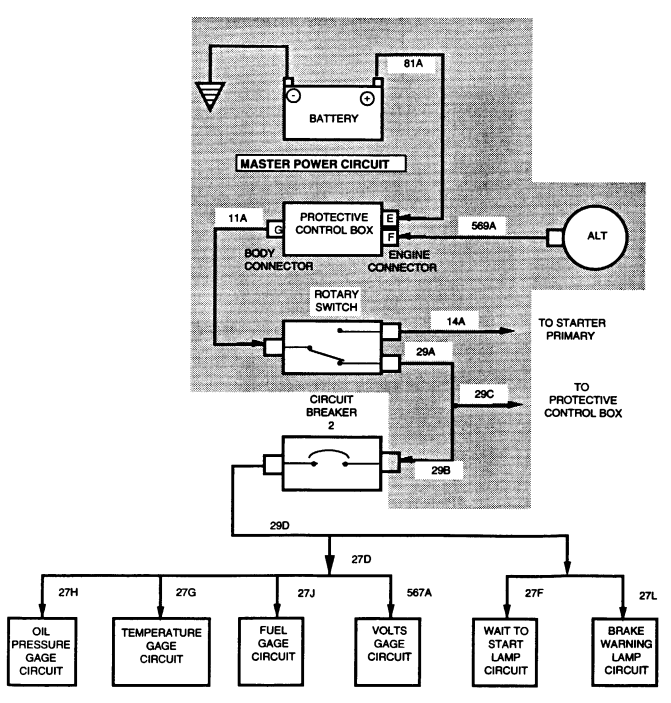 81A
-
+
BATTERY
MASTER POWER CIRCUIT
11A
G
PROTECTIVE
CONTROL BOX
E
F
569A
ALT
BODY
CONNECTOR
ENGINE
CONNECTOR
ROTARY
SWITCH
14A
TO STARTER
PRIMARY
29A
29C
TO
PROTECTIVE
CONTROL BOX
CIRCUIT
BREAKER
2
29B
29D
27D
27H
27G
27J
567A
27F
27L
OIL
PRESSURE
GAGE
CIRCUIT
TEMPERATURE
GAGE
CIRCUIT
FUEL
GAGE
CIRCUIT
VOLTS
GAGE
CIRCUIT
WAIT TO
START
LAMP
CIRCUIT
BRAKE
WARNING
LAMP
CIRCUIT